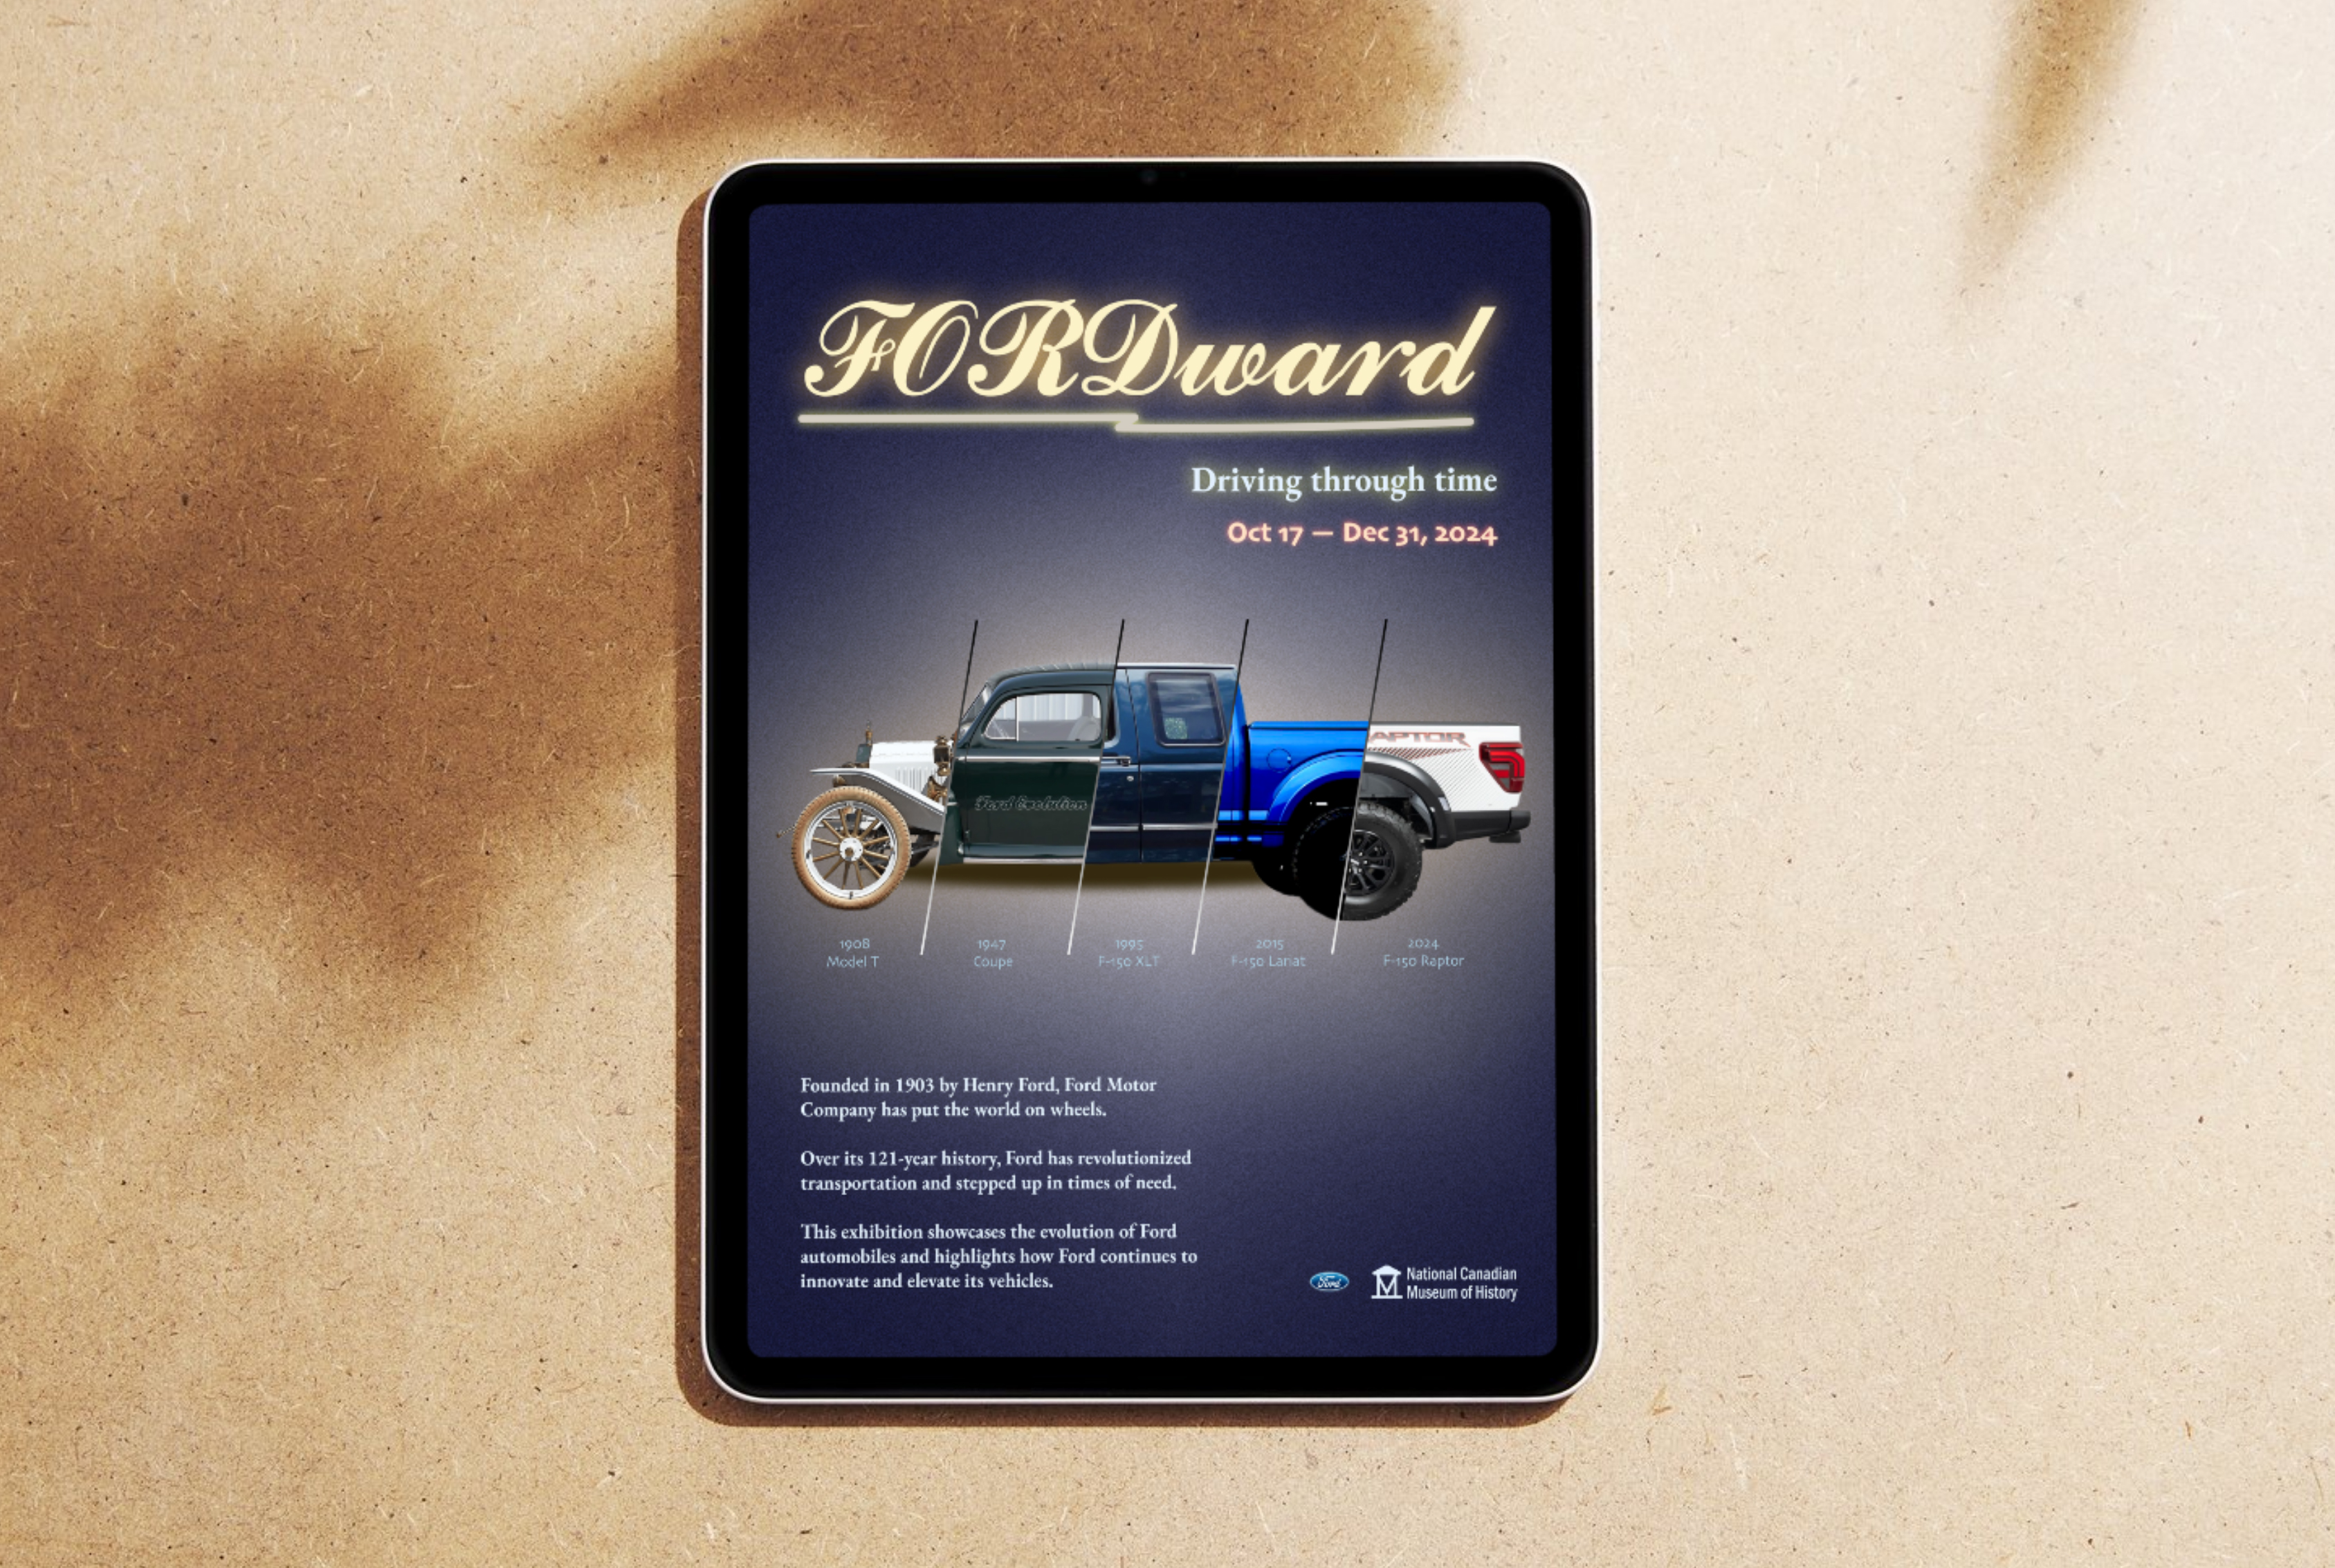 FORDward
Driving through time
Oct 17 — Dec 31, 2024
APTOR
Ford Evolution
1908
Model T
1947
Coupe
1995
F-150 XLT
2015
F-150 Lariat
2024
F-150 Raptor
Founded in 1903 by Henry Ford, Ford Motor
Company has put the world on wheels.
Over its 121-year history, Ford has revolutionized
transportation and stepped up in times of need.
This exhibition showcases the evolution of Ford
automobiles and highlights how Ford continues to
innovate and elevate its vehicles.
Ford
M
National Canadian
Museum of History